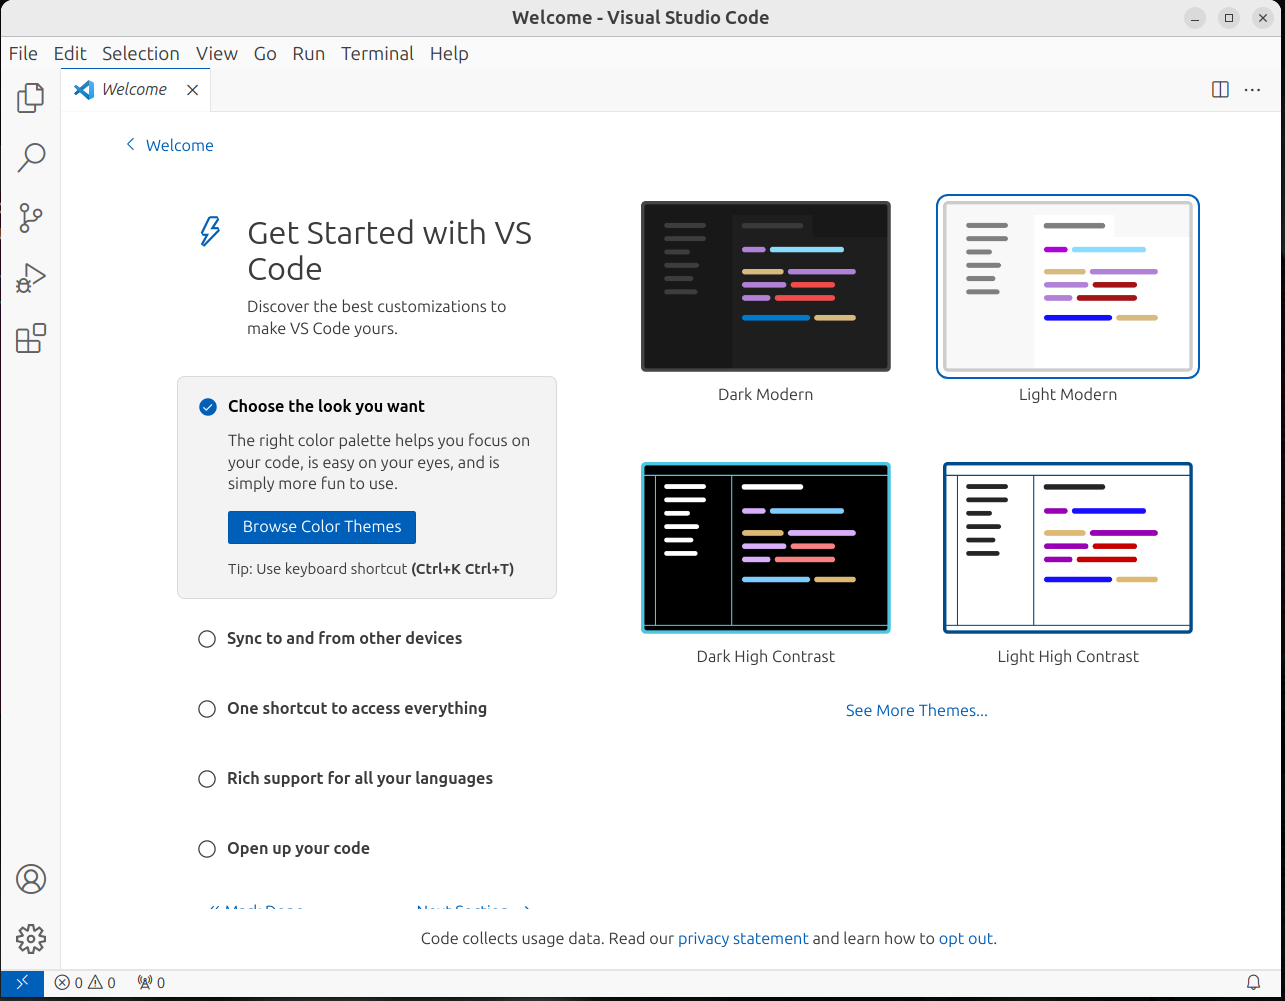 Welcome - Visual Studio Code
File Edit Selection View Go Run Terminal Help
Welcome
Welcome
Get Started with VS
Code
Discover the best customizations to
make VS Code yours.
Choose the look you want
The right color palette helps you focus on
your code, is easy on your eyes, and is
simply more fun to use.
Browse Color Themes
Tip: Use keyboard shortcut (Ctrl+K Ctrl+T)
Sync to and from other devices
One shortcut to access everything
Rich support for all your languages
Open up your code
Mark Done Next Section
Dark Modern Light Modern
Dark High Contrast Light High Contrast
See More Themes...
Code collects usage data. Read our privacy statement and learn how to opt out.
0 0 0